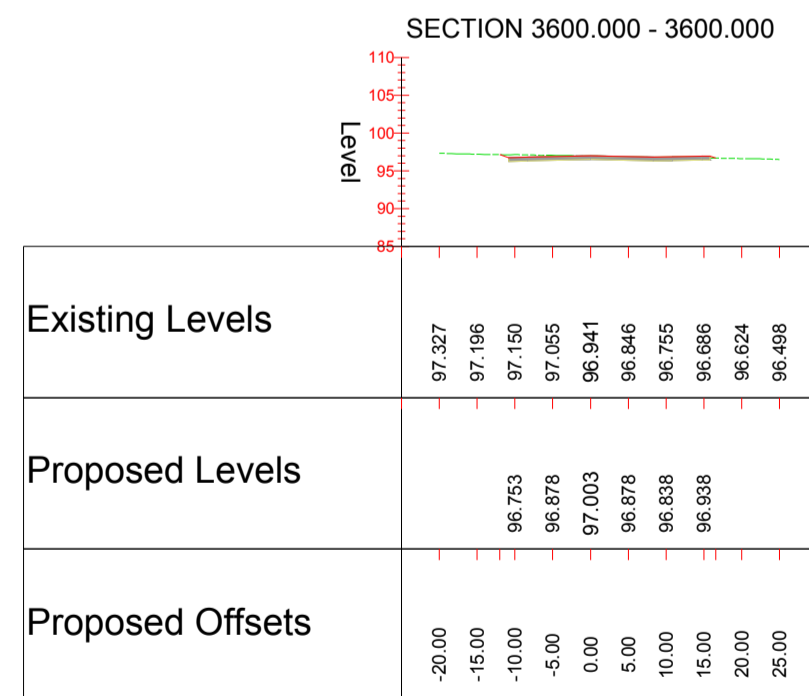 SECTION 3600.000 - 3600.000
110
105
100
95
90
85
Level
Existing Levels
97.327 97.196 97.150 97.055 96.941 96.846 96.755 96.686 96.624 96.498
Proposed Levels
96.753 96.878 97.003 96.878 96.838 96.938
Proposed Offsets
-20.00 -15.00 -10.00 -5.00 0.00 5.00 10.00 15.00 20.00 25.00